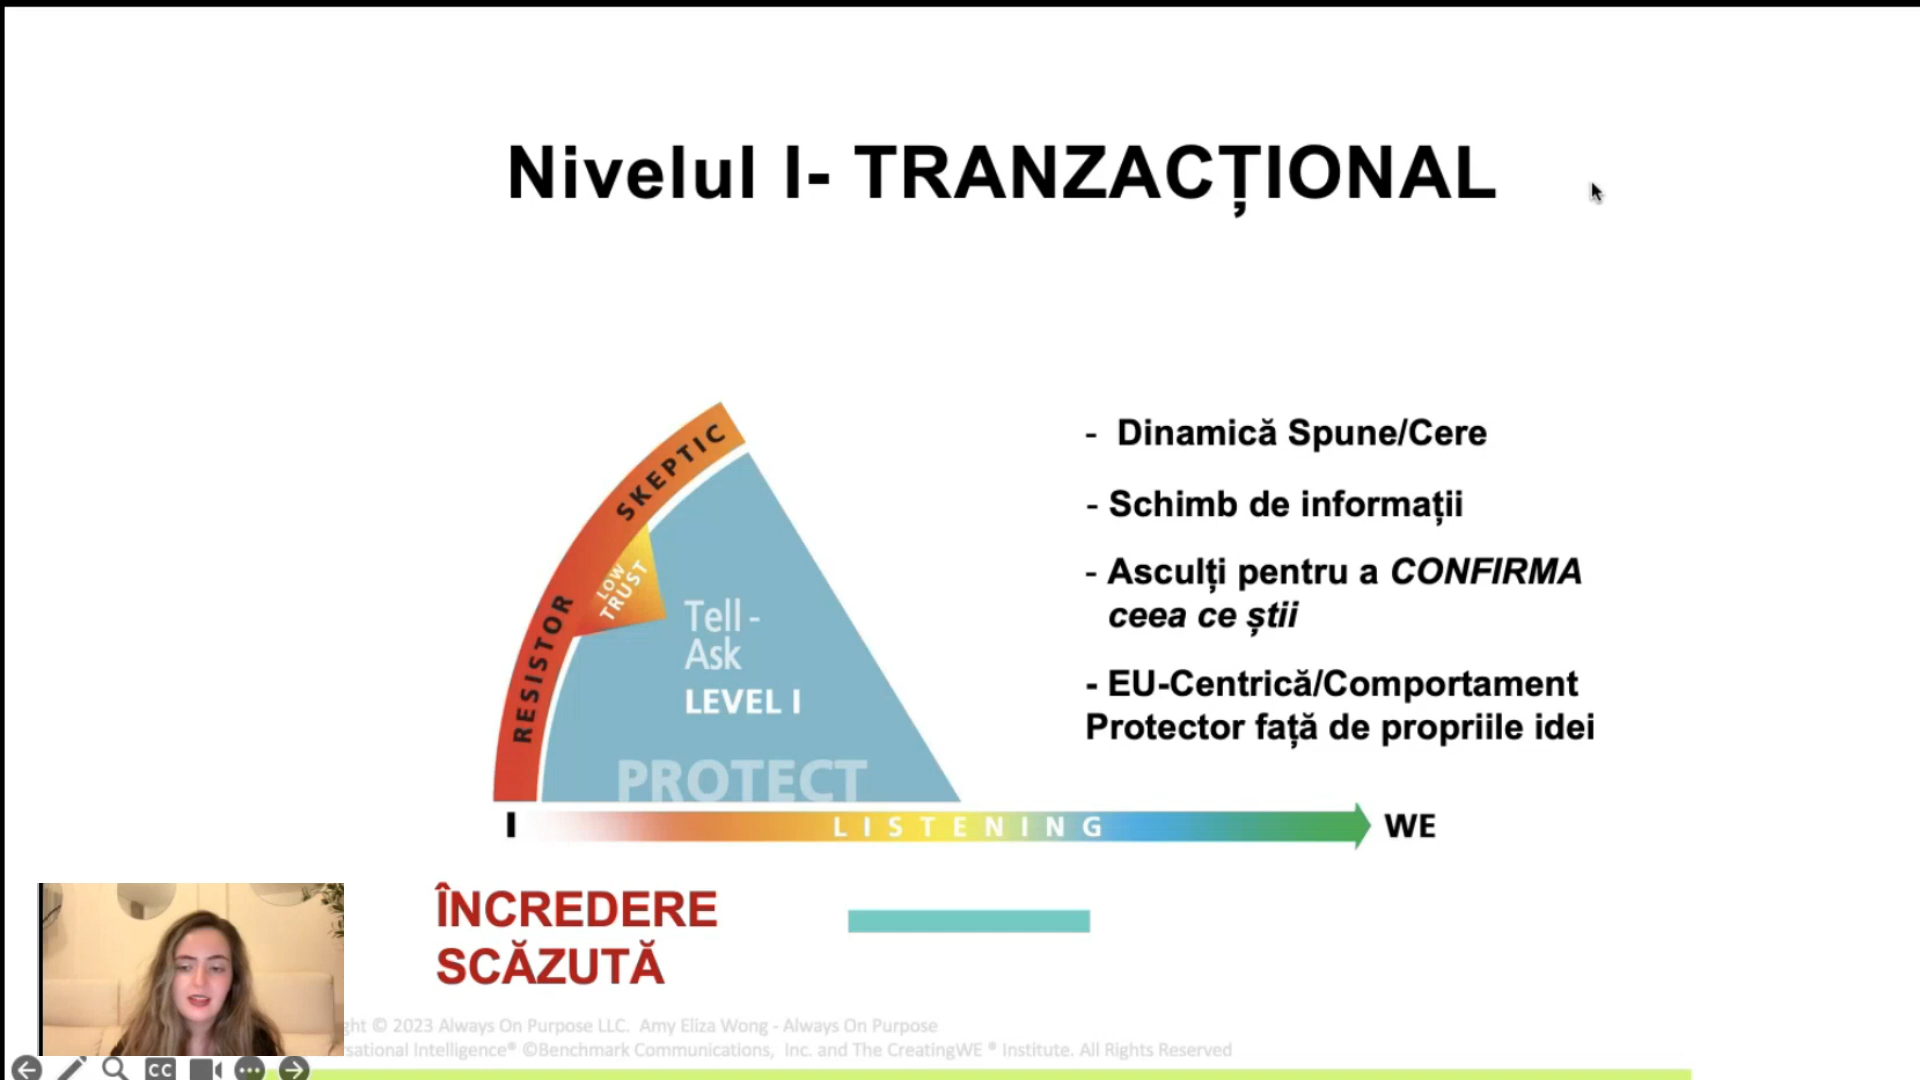 Nivelul I- TRANZACȚIONAL
SKEPTIC
RESISTOR
LOW
TRUST
Tell -
Ask
LEVEL I
PROTECT
- Dinamică Spune/Cere
- Schimb de informații
- Asculți pentru a CONFIRMA
ceea ce știi
- EU-Centrică/Comportament
Protector față de propriile idei
I
LISTENING
WE
ÎNCREDERE
SCĂZUTĂ
ght © 2023 Always On Purpose LLC. Amy Eliza Wong - Always On Purpose
sational Intelligence® ©Benchmark Communications, Inc. and The CreatingWE ® Institute. All Rights Reserved
CC